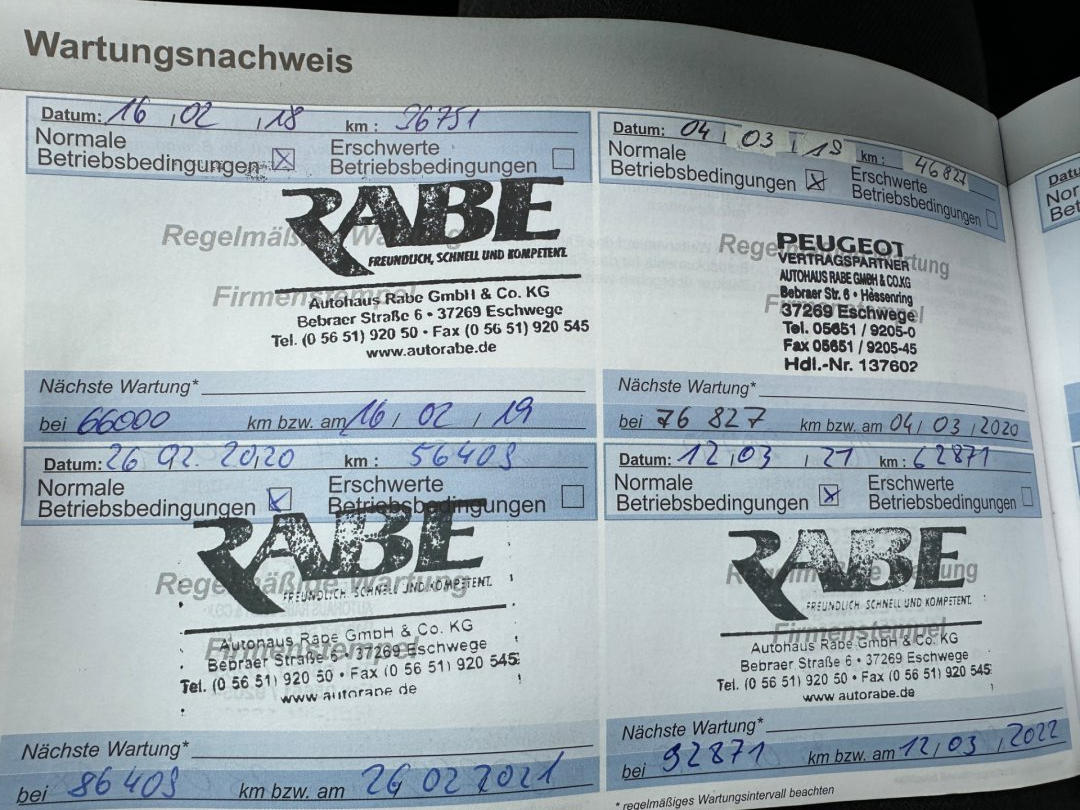 Wartungsnachweis
Datum: 16 , 02 , 18 km : 36751
Normale
Betriebsbedingungen
Erschwerte
Betriebsbedingungen
Regelmäß Wa
RABE
FREUNDLICH, SCHNELL UND KOMPETENT.
Firmenstempel
Autohaus Rabe GmbH & Co. KG
Bebraer Straße 6 • 37269 Eschwege
Tel. (0 56 51) 920 50 • Fax (0 56 51) 920 545
www.autorabe.de
Nächste Wartung*
bei 66000 km bzw. am 16 , 02 , 19
Datum: 04 , 03 , 19 km : 46827
Normale
Betriebsbedingungen
Erschwerte
Betriebsbedingungen
Regelm rtung
PEUGEOT
VERTRAGSPARTNER
AUTOHAUS RABE GMBH & CO.KG
Bebraer Str. 6 • Hessenring
Firmenstempel
37269 Eschwege
Tel. 05651 / 9205-0
Fax 05651 / 9205-45
Hdl.-Nr. 137602
Nächste Wartung*
bei 76 827 km bzw. am 04 , 03 , 2020
Datum: 26 02. 20,20 km : 56409
Normale
Betriebsbedingungen
Erschwerte
Betriebsbedingungen
RABE
Regelmäßige Wartung
FREUNDLICH, SCHNELL UND KOMPETENT.
Firmenstempel
Autohaus Rabe GmbH & Co. KG
Bebraer Straße 6 • 37269 Eschwege
Tel. (0 56 51) 920 50 • Fax (0 56 51) 920 545
www.autorabe.de
Nächste Wartung*
bei 86409 km bzw. am 26 02 2021
Datum: 12 , 03 , 21 km : 62871
Normale
Betriebsbedingungen
Erschwerte
Betriebsbedingungen
RABE
Regelmäßige Wartung
FREUNDLICH, SCHNELL UND KOMPETENT.
Firmenstempel
Autohaus Rabe GmbH & Co. KG
Bebraer Straße 6 • 37269 Eschwege
Tel. (0 56 51) 920 50 • Fax (0 56 51) 920 545
www.autorabe.de
Nächste Wartung*
bei 92871 km bzw. am 12 , 03 , 2022
* regelmäßiges Wartungsintervall beachten